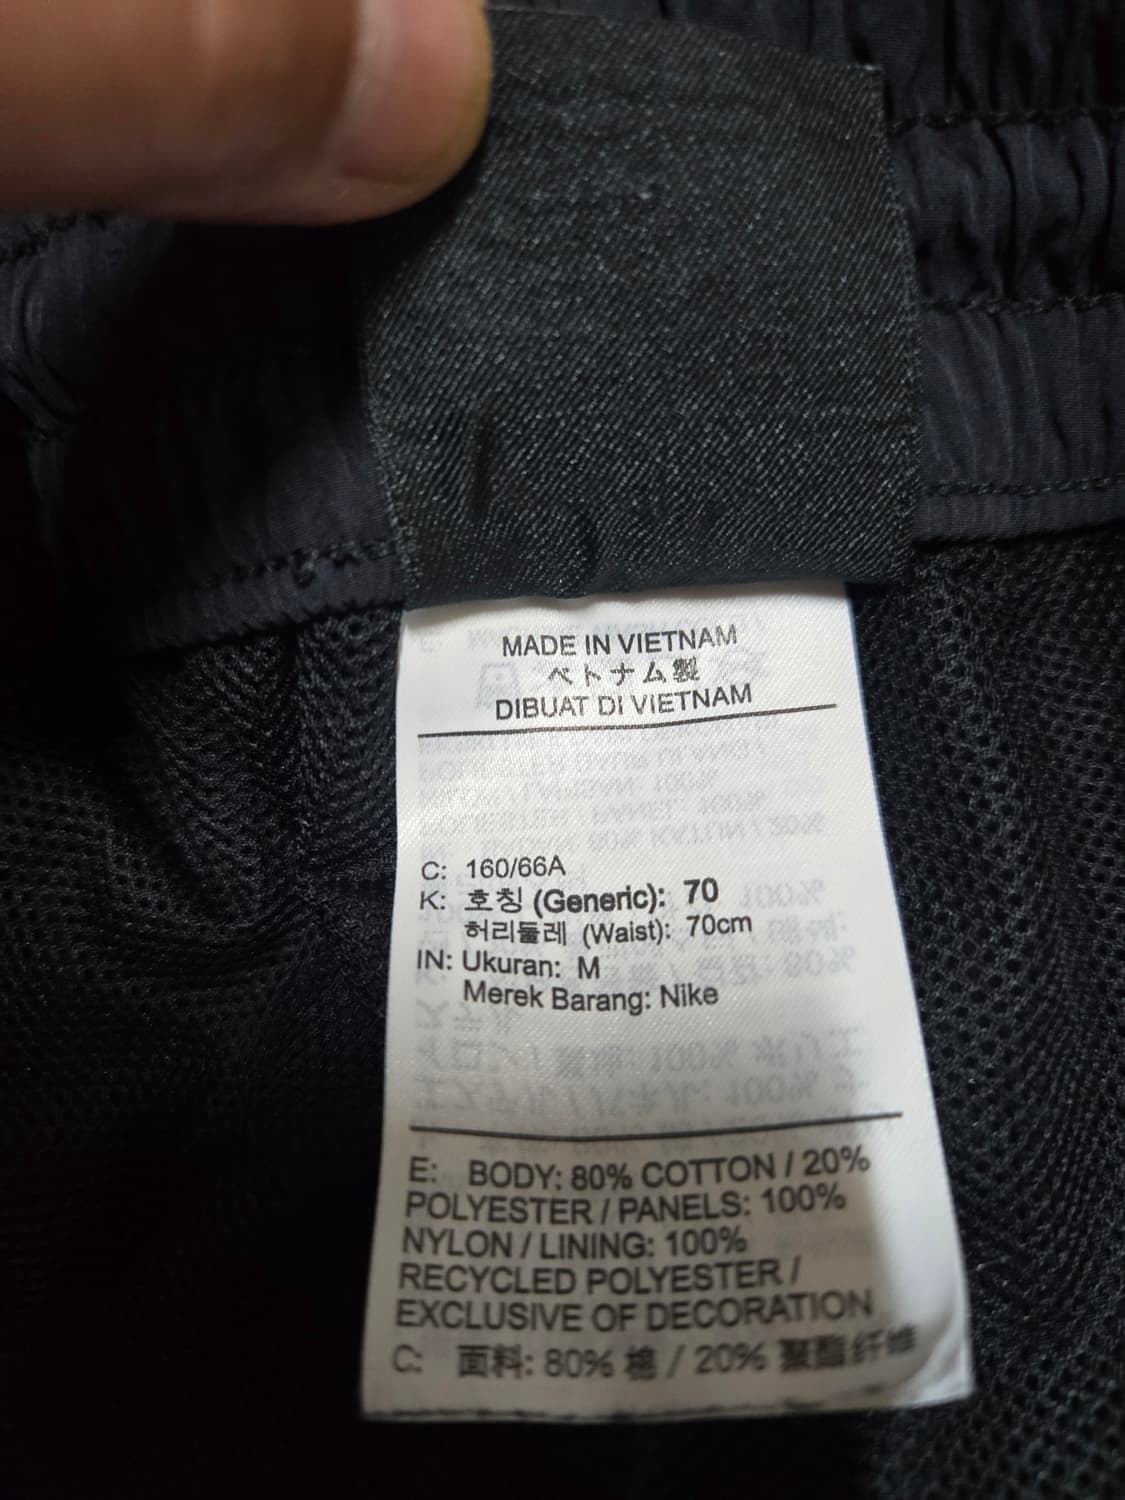 MADE IN VIETNAM
ベトナム製
DIBUAT DI VIETNAM
C: 160/66A
K: 호칭 (Generic): 70
허리둘레 (Waist): 70cm
IN: Ukuran: M
Merek Barang: Nike
E: BODY: 80% COTTON / 20%
POLYESTER / PANELS: 100%
NYLON / LINING: 100%
RECYCLED POLYESTER /
EXCLUSIVE OF DECORATION
C: 面料: 80% 棉 / 20% 聚酯纤维